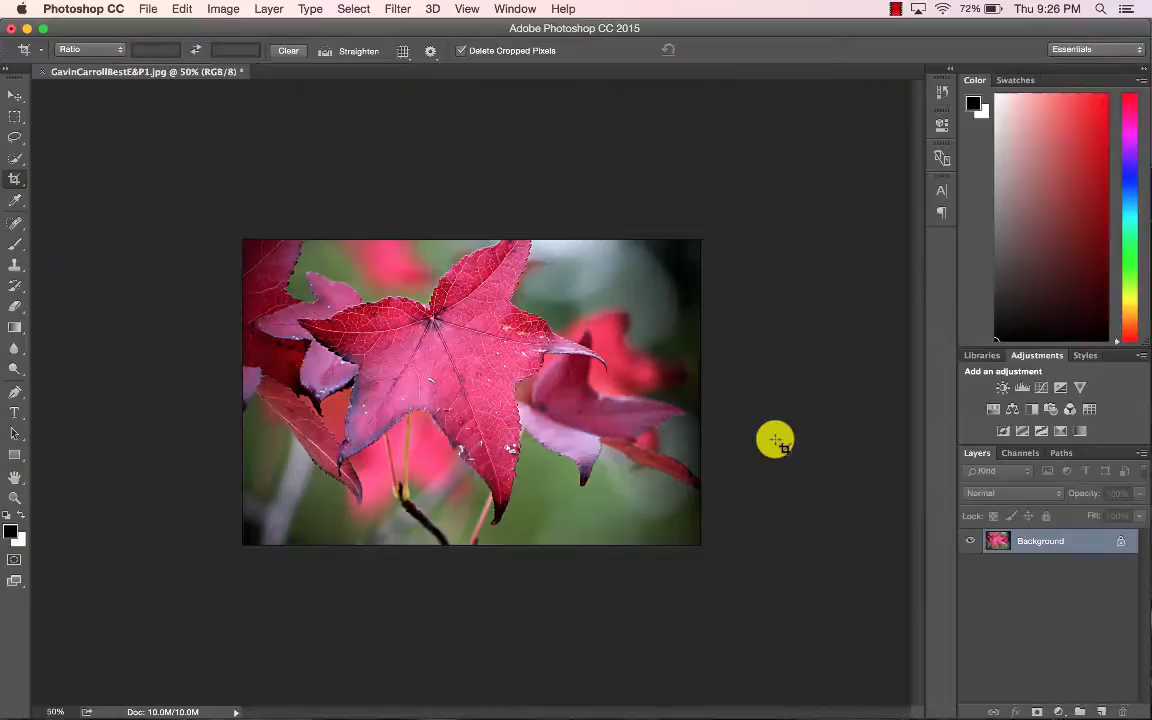 Photoshop CC File Edit Image Layer Type Select Filter 3D View Window Help 72% Thu 9:26 PM
Adobe Photoshop CC 2015
Ratio Clear Straighten Delete Cropped Pixels Essentials
GavinCarrollBestE&P1.jpg @ 50% (RGB/8) *
Color Swatches
Libraries Adjustments Styles
Add an adjustment
Layers Channels Paths
Kind
Normal Opacity: 100%
Lock: Fill: 100%
Background
50% Doc: 10.0M/10.0M